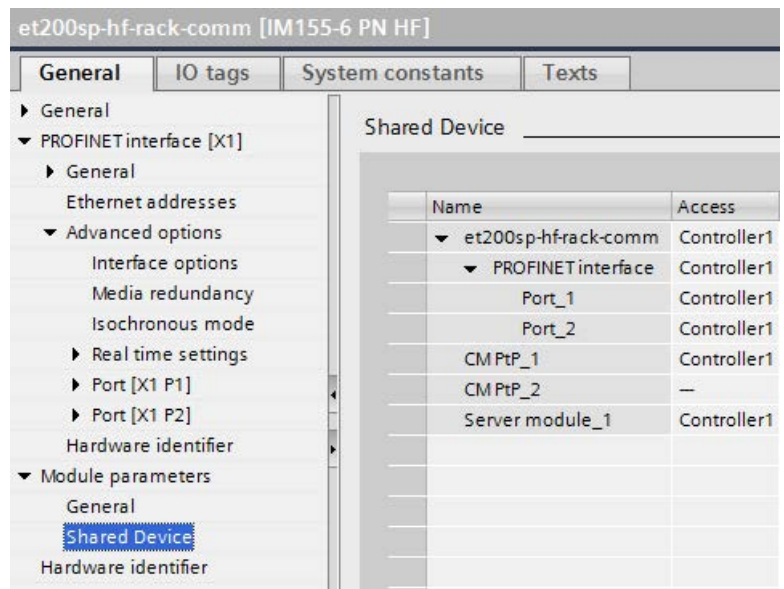 et200sp-hf-rack-comm [IM155-6 PN HF]
General IO tags System constants Texts
General
PROFINET interface [X1]
General
Ethernet addresses
Advanced options
Interface options
Media redundancy
Isochronous mode
Real time settings
Port [X1 P1]
Port [X1 P2]
Hardware identifier
Module parameters
General
Shared Device
Hardware identifier
Shared Device
Name Access
et200sp-hf-rack-comm Controller1
PROFINET interface Controller1
Port_1 Controller1
Port_2 Controller1
CM PtP_1 Controller1
CM PtP_2 —
Server module_1 Controller1